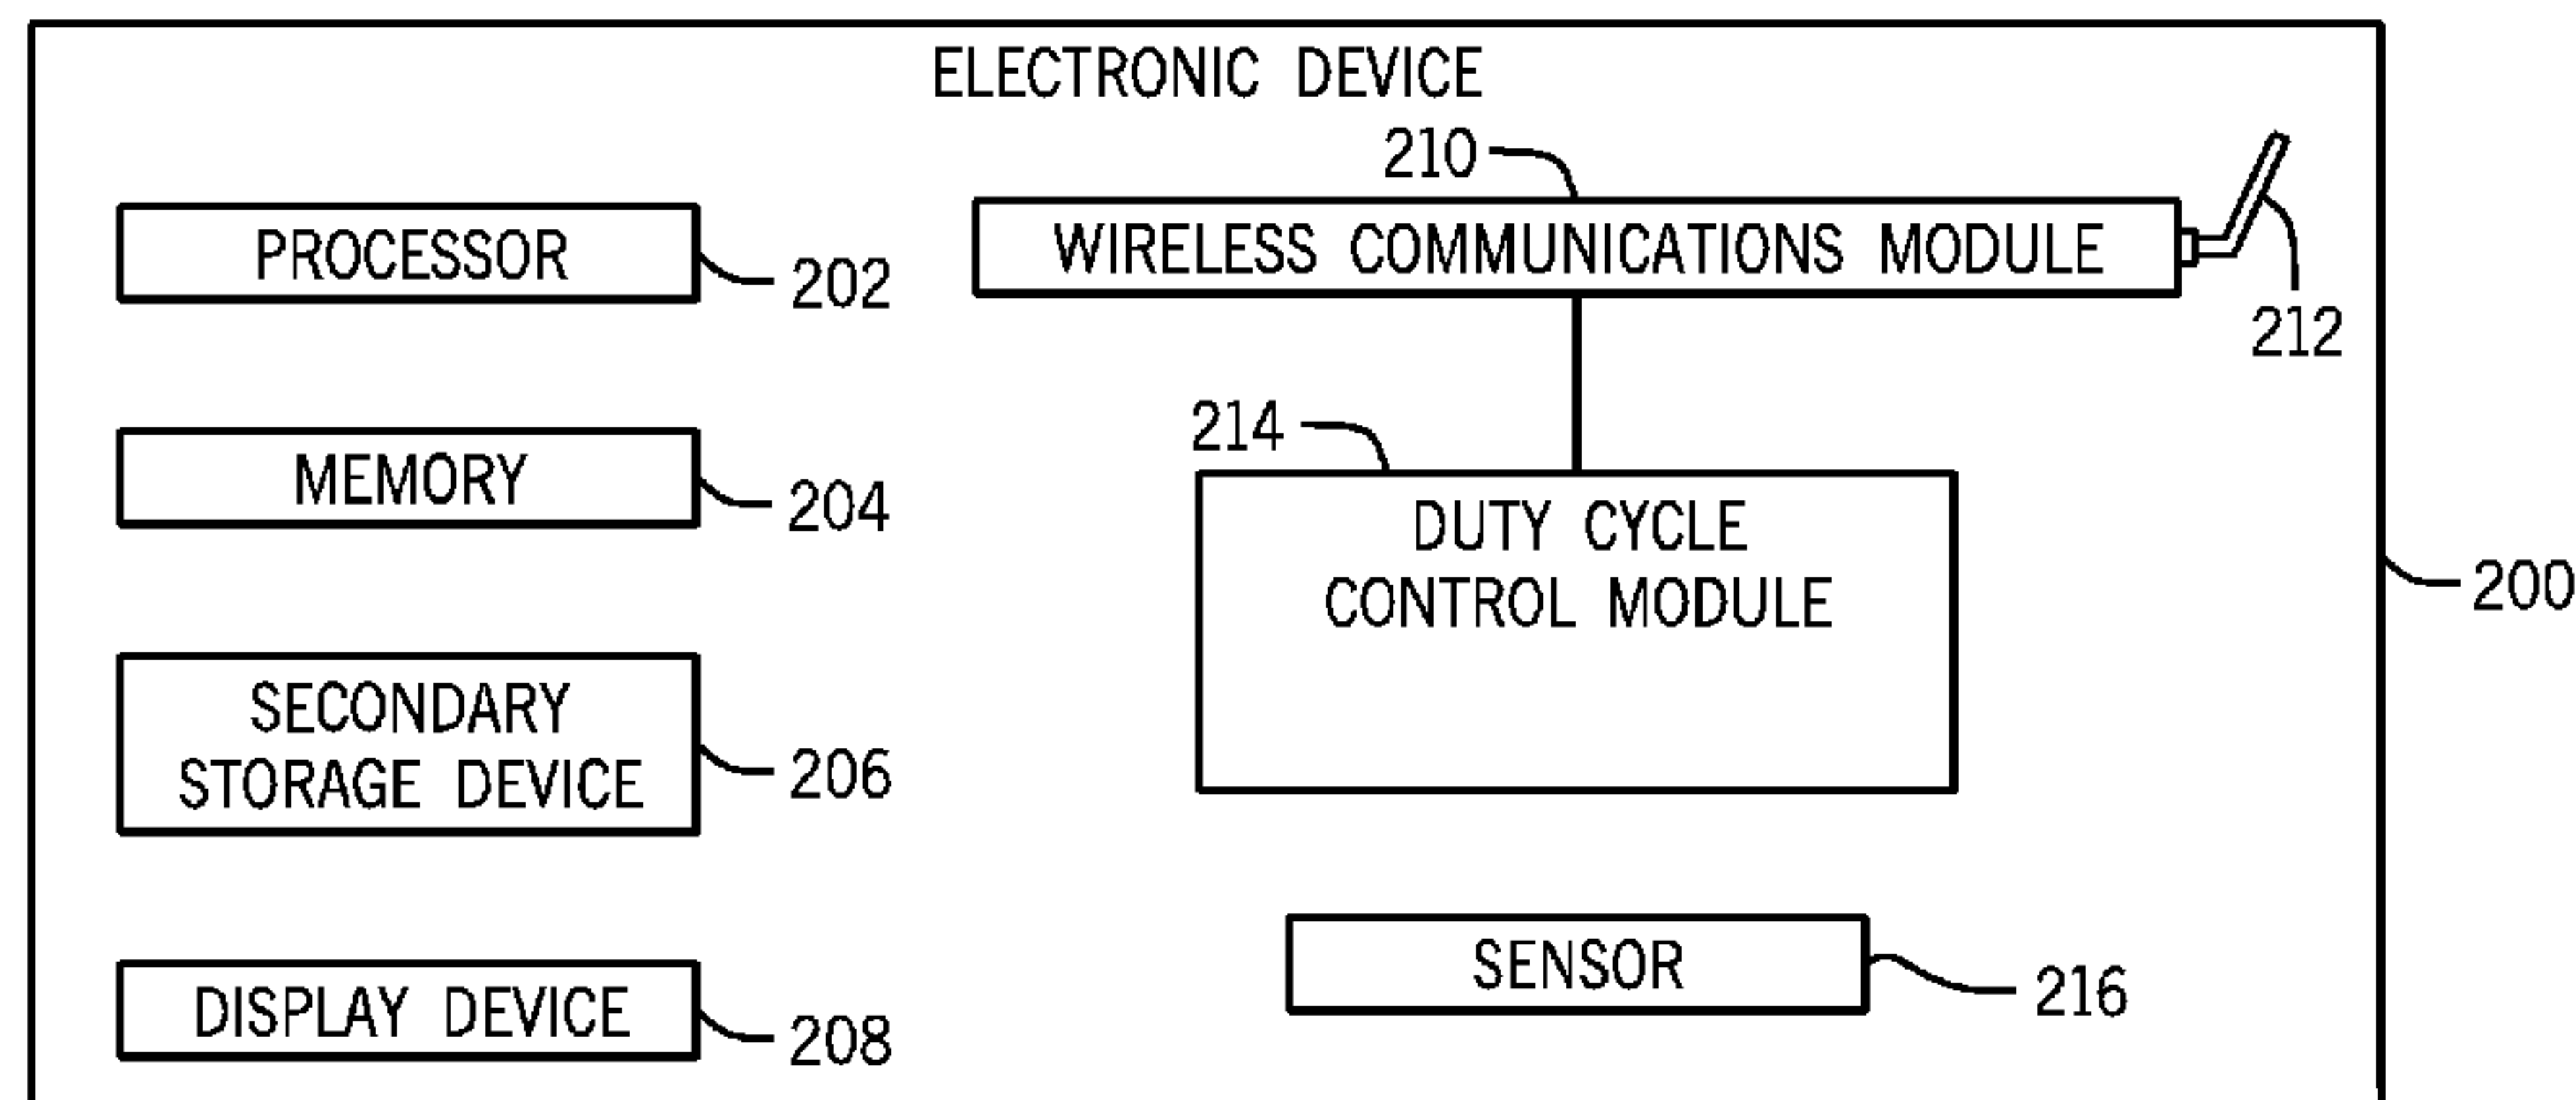 ELECTRONIC DEVICE
210
PROCESSOR
202
WIRELESS COMMUNICATIONS MODULE
212
MEMORY
204
214
DUTY CYCLE
CONTROL MODULE
200
SECONDARY
STORAGE DEVICE
206
SENSOR
216
DISPLAY DEVICE
208